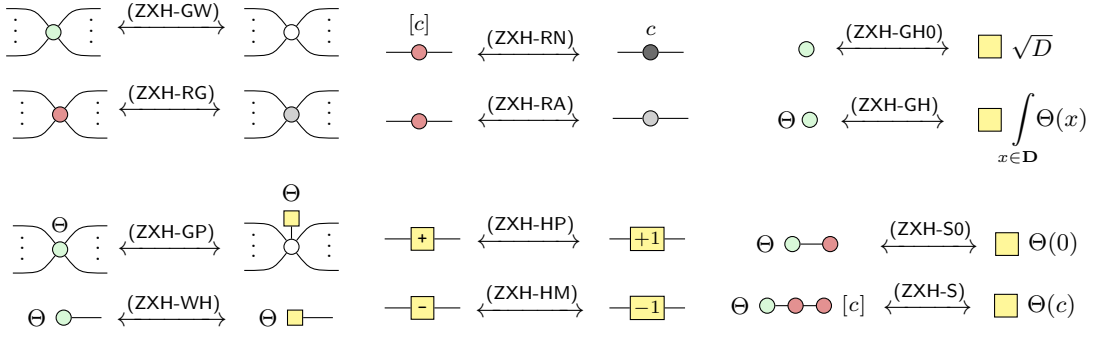 (ZXH-GW)
[c] (ZXH-RN) c
(ZXH-GH0) √D
(ZXH-RG)
(ZXH-RA)
Θ (ZXH-GH) ∫ Θ(x)
x∈D
Θ (ZXH-GP) Θ
+ (ZXH-HP) +1
Θ (ZXH-S0) Θ(0)
Θ (ZXH-WH) Θ
− (ZXH-HM) −1
Θ [c] (ZXH-S) Θ(c)